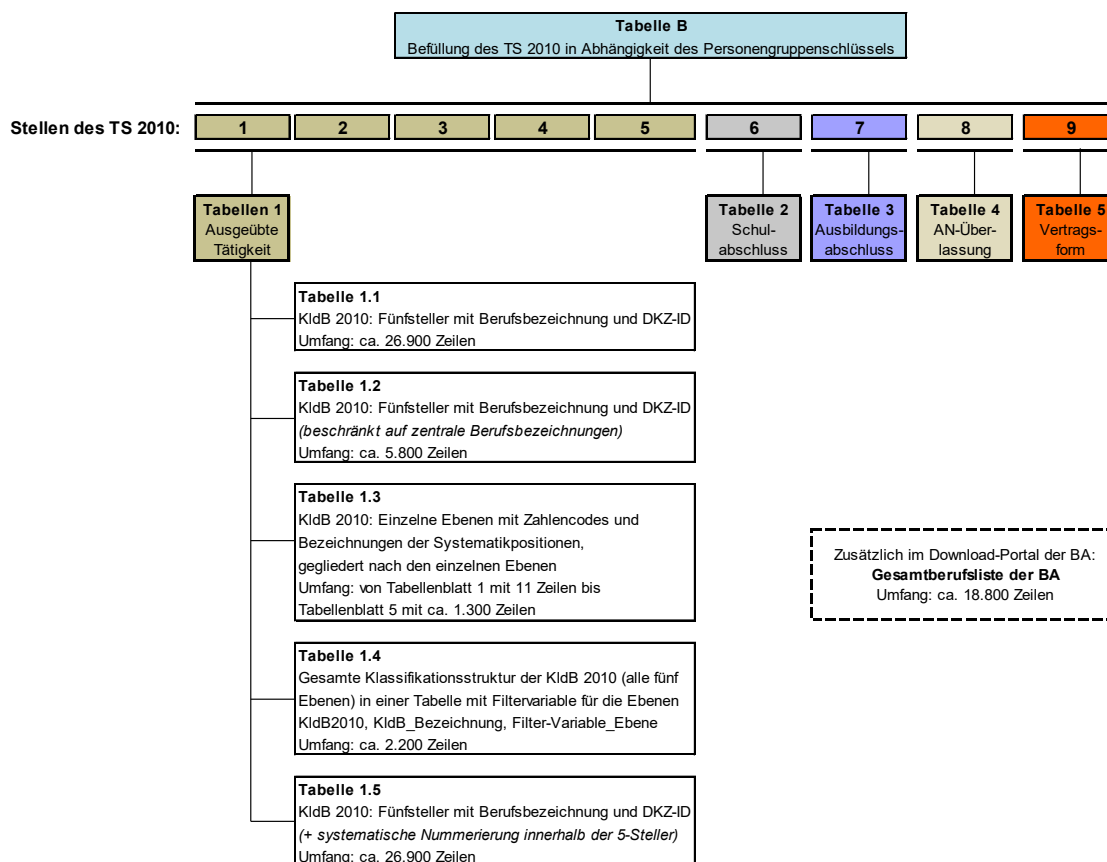 Tabelle B
Befüllung des TS 2010 in Abhängigkeit des Personengruppenschlüssels
Stellen des TS 2010:
1
2
3
4
5
6
7
8
9
Tabellen 1
Ausgeübte
Tätigkeit
Tabelle 2
Schul-
abschluss
Tabelle 3
Ausbildungs-
abschluss
Tabelle 4
AN-Über-
lassung
Tabelle 5
Vertrags-
form
Tabelle 1.1
KldB 2010: Fünfsteller mit Berufsbezeichnung und DKZ-ID
Umfang: ca. 26.900 Zeilen
Tabelle 1.2
KldB 2010: Fünfsteller mit Berufsbezeichnung und DKZ-ID
(beschränkt auf zentrale Berufsbezeichnungen)
Umfang: ca. 5.800 Zeilen
Tabelle 1.3
KldB 2010: Einzelne Ebenen mit Zahlencodes und
Bezeichnungen der Systematikpositionen,
gegliedert nach den einzelnen Ebenen
Umfang: von Tabellenblatt 1 mit 11 Zeilen bis
Tabellenblatt 5 mit ca. 1.300 Zeilen
Zusätzlich im Download-Portal der BA:
Gesamtberufsliste der BA
Umfang: ca. 18.800 Zeilen
Tabelle 1.4
Gesamte Klassifikationsstruktur der KldB 2010 (alle fünf
Ebenen) in einer Tabelle mit Filtervariable für die Ebenen
KldB2010, KldB_Bezeichnung, Filter-Variable_Ebene
Umfang: ca. 2.200 Zeilen
Tabelle 1.5
KldB 2010: Fünfsteller mit Berufsbezeichnung und DKZ-ID
(+ systematische Nummerierung innerhalb der 5-Steller)
Umfang: ca. 26.900 Zeilen